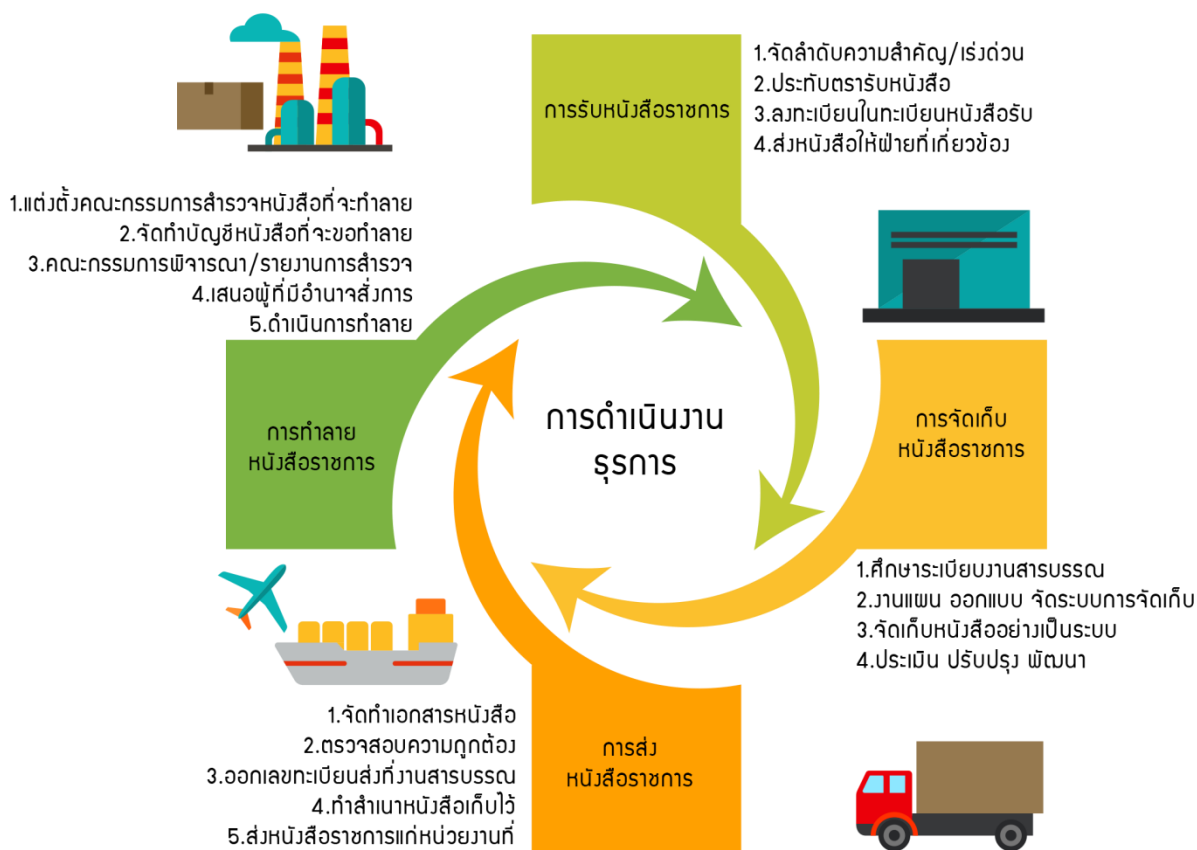 การรับหนังสือราชการ
1.จัดลำดับความสำคัญ/เร่งด่วน
2.ประทับตรารับหนังสือ
3.ลงทะเบียนในทะเบียนหนังสือรับ
4.ส่งหนังสือให้ฝ่ายที่เกี่ยวข้อง
1.แต่งตั้งคณะกรรมการสำรวจหนังสือที่จะทำลาย
2.จัดทำบัญชีหนังสือที่จะขอทำลาย
3.คณะกรรมการพิจารณา/รายงานการสำรวจ
4.เสนอผู้ที่มีอำนาจสั่งการ
5.ดำเนินการทำลาย
การทำลาย
หนังสือราชการ
การดำเนินงาน
ธุรการ
การจัดเก็บ
หนังสือราชการ
1.ศึกษาระเบียบงานสารบรรณ
2.งานแผน ออกแบบ จัดระบบการจัดเก็บ
3.จัดเก็บหนังสืออย่างเป็นระบบ
4.ประเมิน ปรับปรุง พัฒนา
1.จัดทำเอกสารหนังสือ
2.ตรวจสอบความถูกต้อง
3.ออกเลขทะเบียนส่งที่งานสารบรรณ
4.ทำสำเนาหนังสือเก็บไว้
5.ส่งหนังสือราชการแก่หน่วยงานที่
การส่ง
หนังสือราชการ